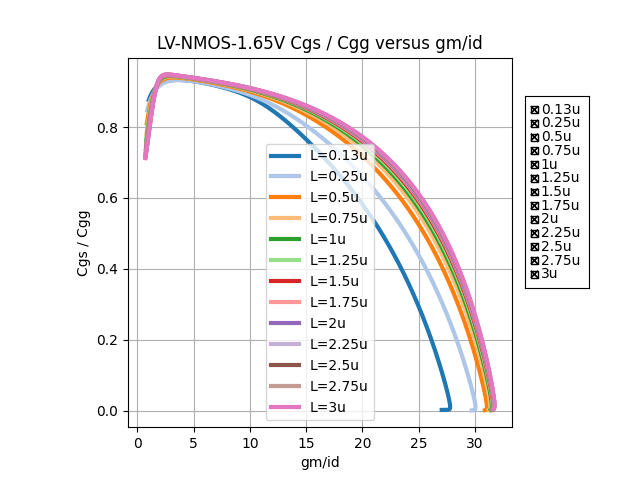 LV-NMOS-1.65V Cgs / Cgg versus gm/id
Cgs / Cgg
0.8
0.6
0.4
0.2
0.0
0
5
10
15
20
25
30
gm/id
L=0.13u
L=0.25u
L=0.5u
L=0.75u
L=1u
L=1.25u
L=1.5u
L=1.75u
L=2u
L=2.25u
L=2.5u
L=2.75u
L=3u
0.13u
0.25u
0.5u
0.75u
1u
1.25u
1.5u
1.75u
2u
2.25u
2.5u
2.75u
3u